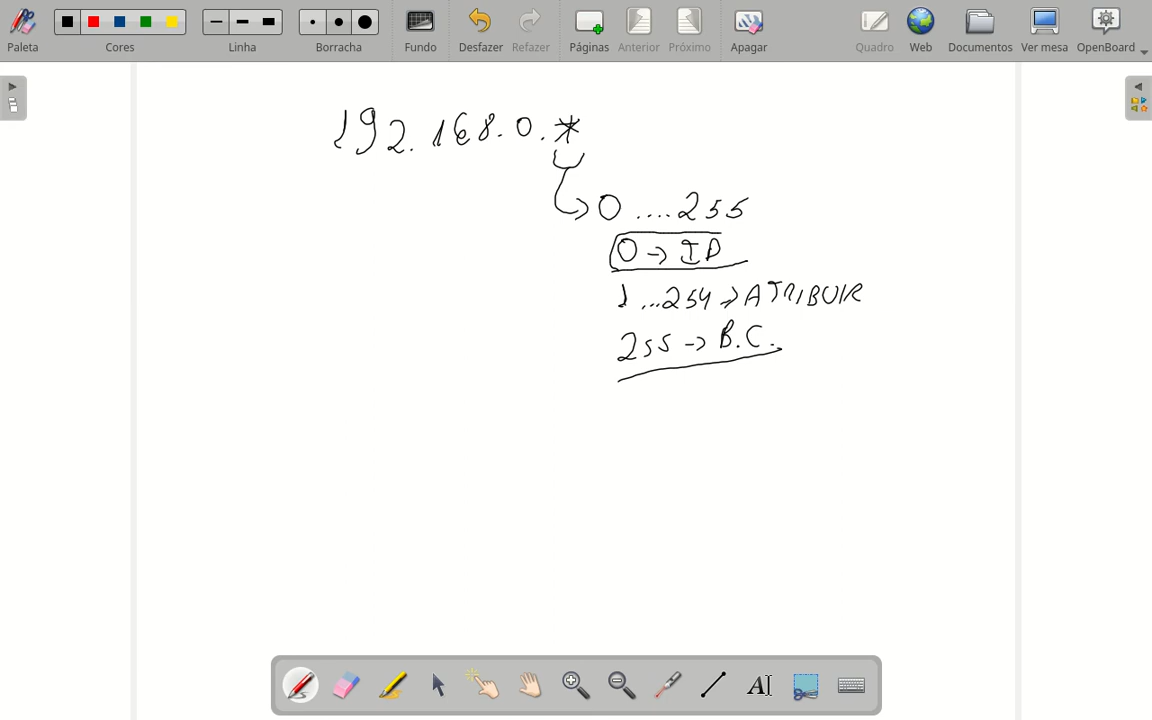 Paleta Cores Linha Borracha Fundo Desfazer Refazer Páginas Anterior Próximo Apagar Quadro Web Documentos Ver mesa OpenBoard
192.168.0.*
0....255
0→ID
1...254→ATRIBUIR
255→B.C.